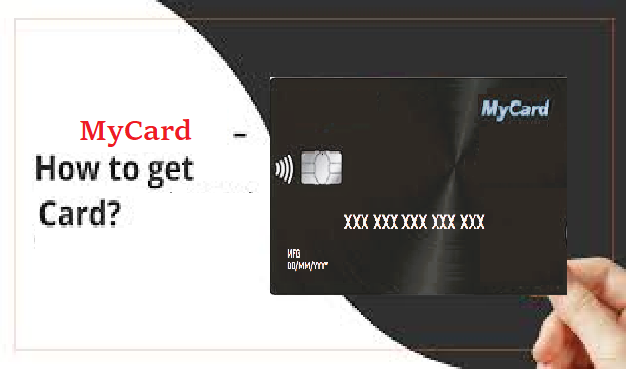 MyCard –
How to get
Card?
MyCard
XXX XXX XXX XXX XXX
MFG
DD/MM/YYY